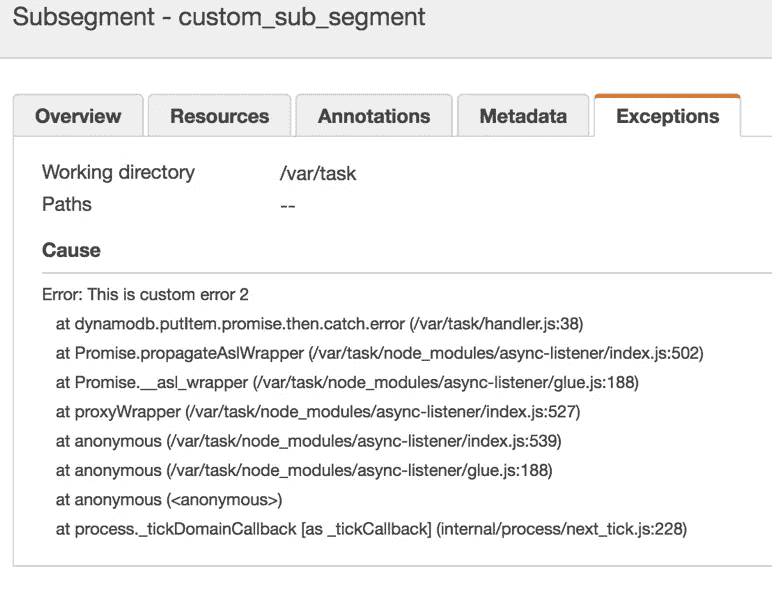 Subsegment - custom_sub_segment
Overview Resources Annotations Metadata Exceptions
Working directory /var/task
Paths --
Cause
Error: This is custom error 2
at dynamodb.putItem.promise.then.catch.error (/var/task/handler.js:38)
at Promise.propagateAslWrapper (/var/task/node_modules/async-listener/index.js:502)
at Promise.__asl_wrapper (/var/task/node_modules/async-listener/glue.js:188)
at proxyWrapper (/var/task/node_modules/async-listener/index.js:527)
at anonymous (/var/task/node_modules/async-listener/index.js:539)
at anonymous (/var/task/node_modules/async-listener/glue.js:188)
at anonymous (<anonymous>)
at process._tickDomainCallback [as _tickCallback] (internal/process/next_tick.js:228)